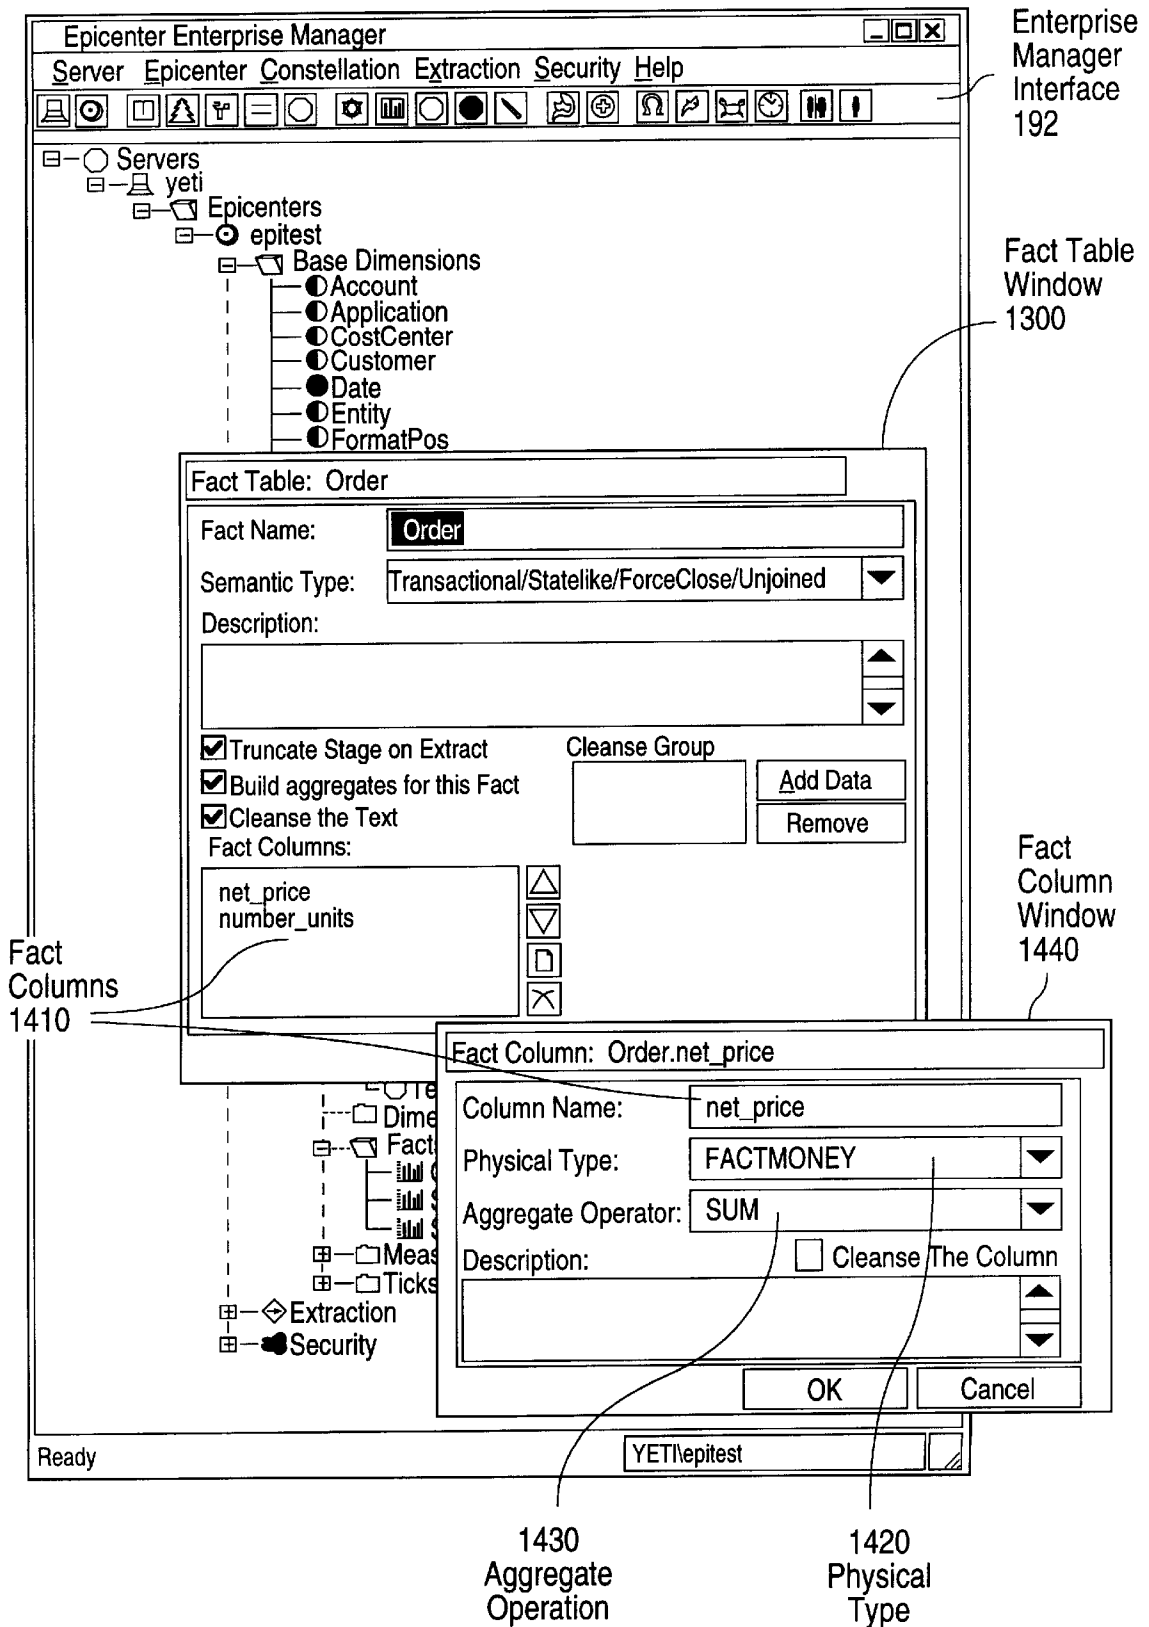 Epicenter Enterprise Manager
Server Epicenter Constellation Extraction Security Help
Enterprise
Manager
Interface
192
Servers
yeti
Epicenters
epitest
Base Dimensions
Account
Application
CostCenter
Customer
Date
Entity
FormatPos
Fact Table
Window
1300
Fact Table: Order
Fact Name: Order
Semantic Type: Transactional/Statelike/ForceClose/Unjoined
Description:
Truncate Stage on Extract
Build aggregates for this Fact
Cleanse the Text
Cleanse Group
Add Data
Remove
Fact Columns:
net_price
number_units
Fact
Columns
1410
Fact
Column
Window
1440
Fact Column: Order.net_price
Column Name: net_price
Physical Type: FACTMONEY
Aggregate Operator: SUM
Description:
Cleanse The Column
OK
Cancel
Te
Dime
Fact
Meas
Ticks
Extraction
Security
Ready
YETI\epitest
1430
Aggregate
Operation
1420
Physical
Type